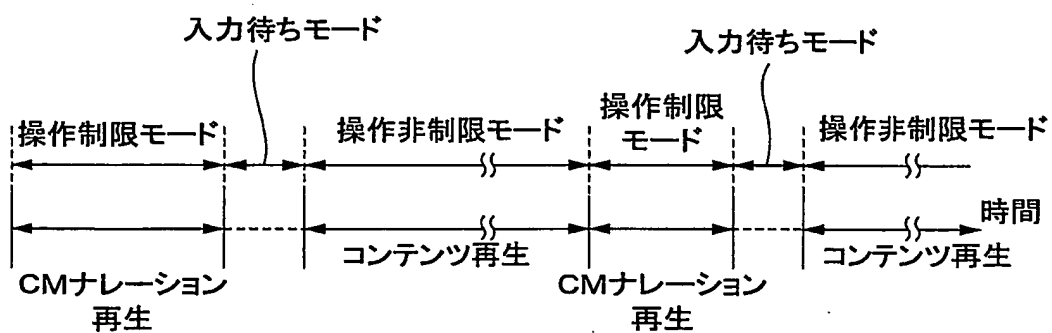 入力待ちモード
入力待ちモード
操作制限モード
操作非制限モード
操作制限
モード
操作非制限モード
時間
CMナレーション
再生
コンテンツ再生
CMナレーション
再生
コンテンツ再生